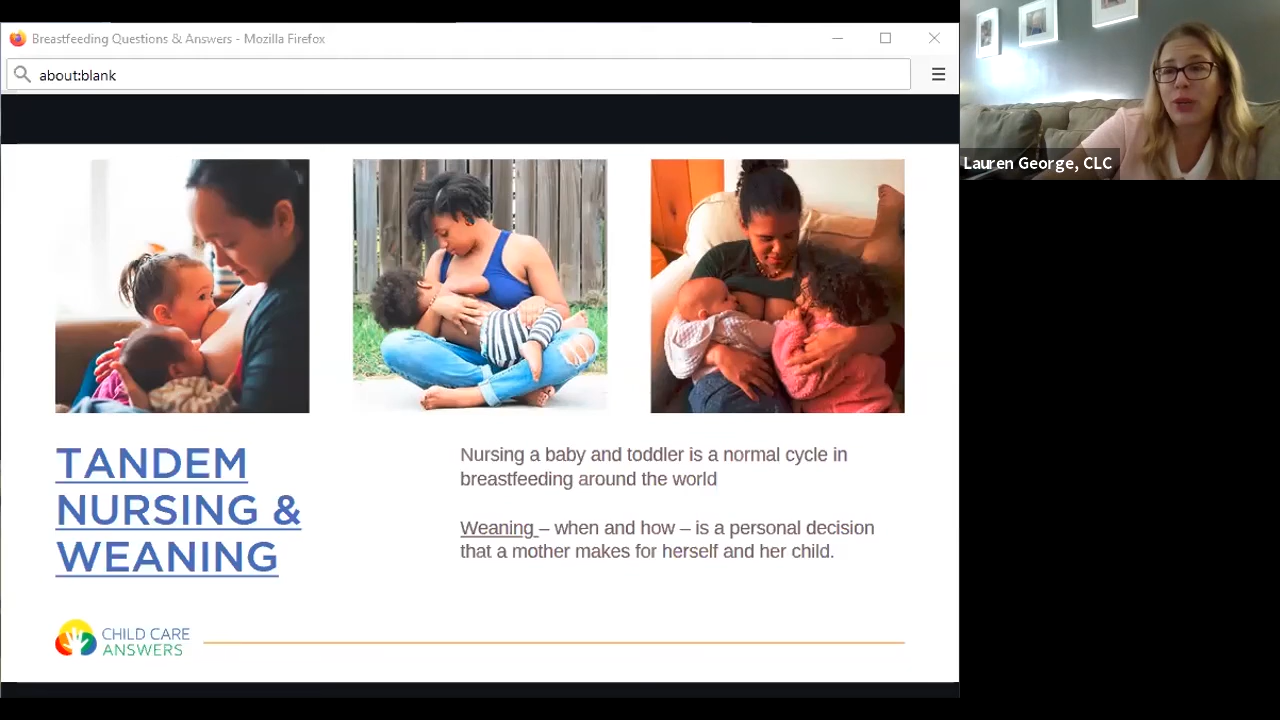 Breastfeeding Questions & Answers - Mozilla Firefox
about:blank
Lauren George, CLC
TANDEM
NURSING &
WEANING
Nursing a baby and toddler is a normal cycle in
breastfeeding around the world
Weaning – when and how – is a personal decision
that a mother makes for herself and her child.
CHILD CARE
ANSWERS